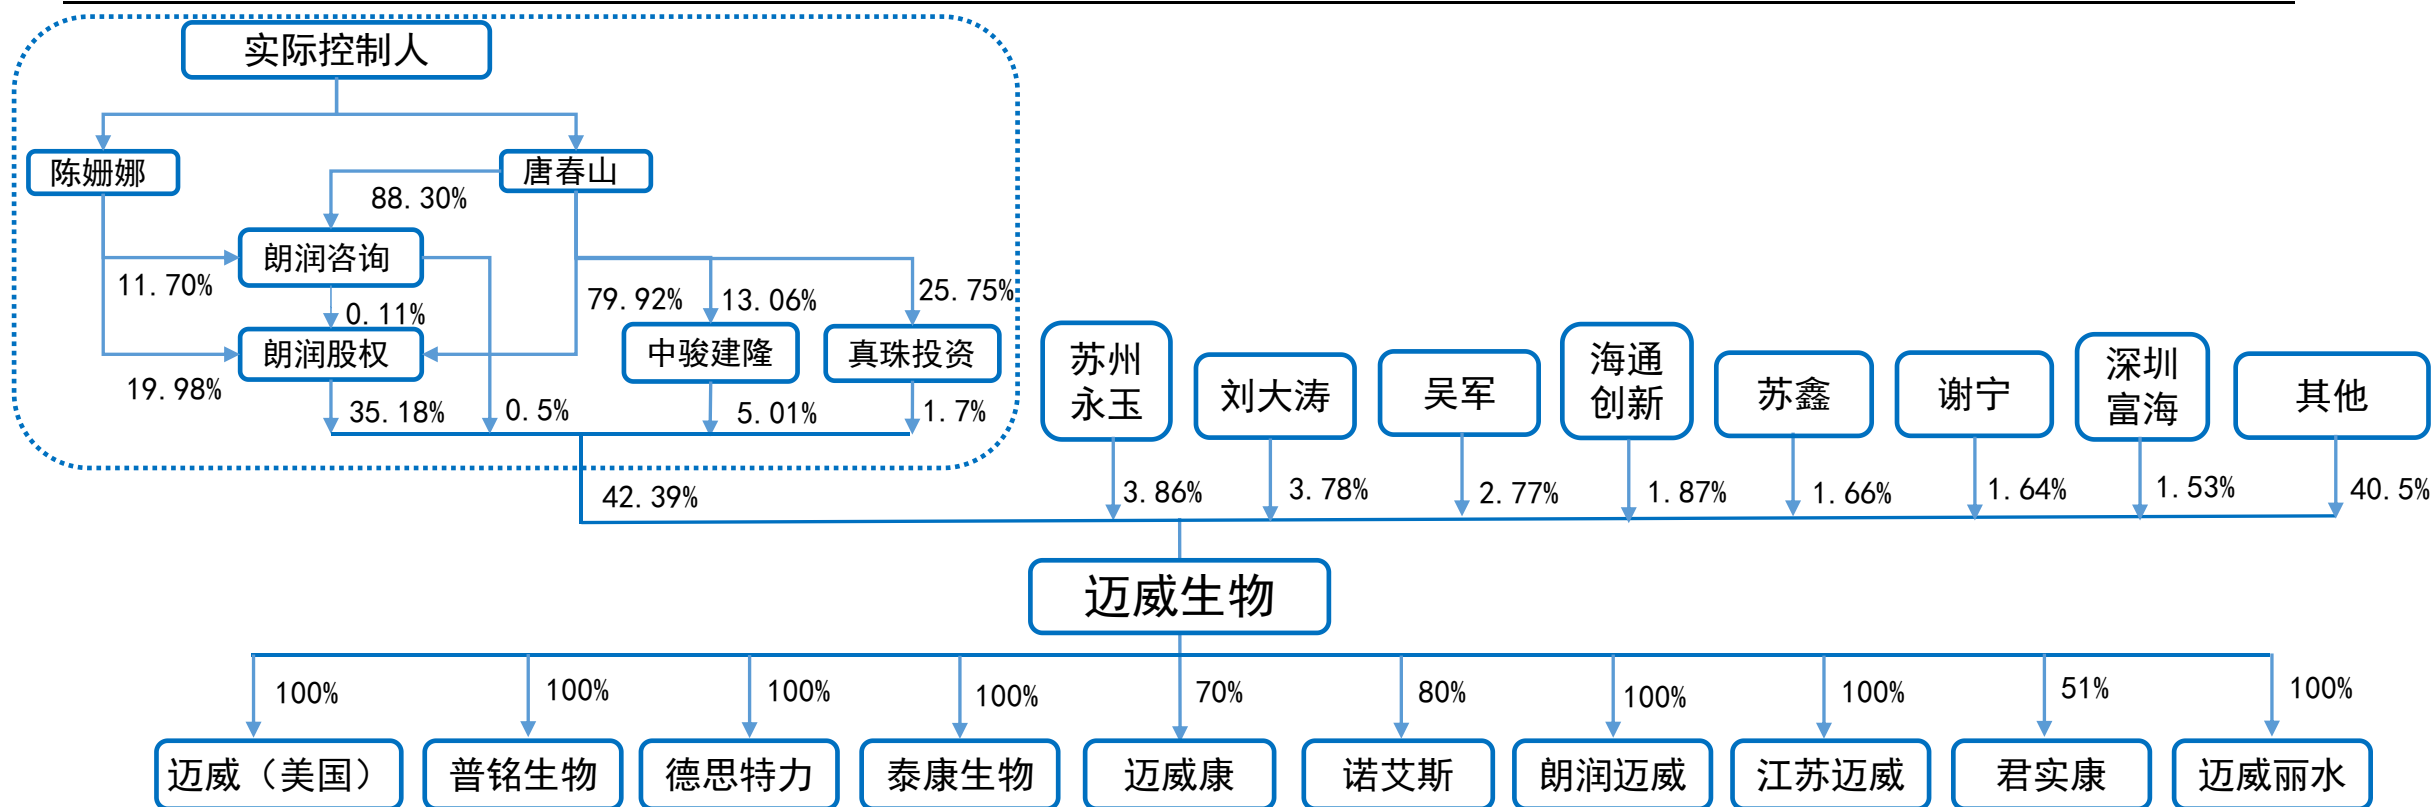 实际控制人
陈姗娜
唐春山
88.30%
朗润咨询
11.70%
0.11%
79.92%
13.06%
25.75%
朗润股权
中骏建隆
真珠投资
19.98%
35.18%
0.5%
5.01%
1.7%
苏州
永玉
刘大涛
吴军
海通
创新
苏鑫
谢宁
深圳
富海
其他
42.39%
3.86%
3.78%
2.77%
1.87%
1.66%
1.64%
1.53%
40.5%
迈威生物
100%
100%
100%
100%
70%
80%
100%
100%
51%
100%
迈威（美国）
普铭生物
德思特力
泰康生物
迈威康
诺艾斯
朗润迈威
江苏迈威
君实康
迈威丽水